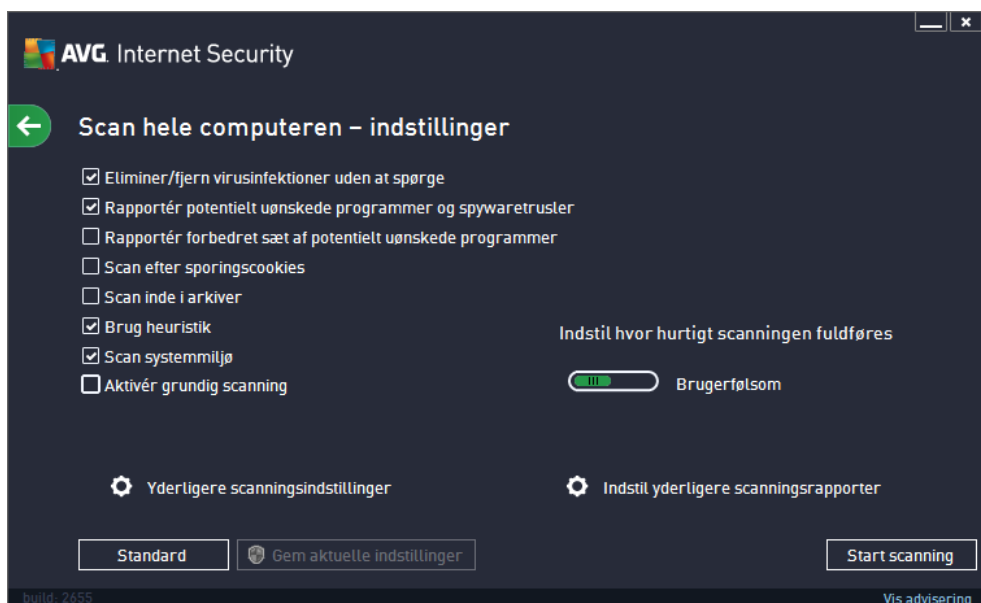 AVG. Internet Security
Scan hele computeren – indstillinger
Eliminer/fjern virusinfektioner uden at spørge
Rapportér potentielt uønskede programmer og spywaretrusler
Rapportér forbedret sæt af potentielt uønskede programmer
Scan efter sporingscookies
Scan inde i arkiver
Brug heuristik
Scan systemmiljø
Aktivér grundig scanning
Indstil hvor hurtigt scanningen fuldføres
Brugerfølsom
Yderligere scanningsindstillinger
Indstil yderligere scanningsrapporter
Standard
Gem aktuelle indstillinger
Start scanning
build: 2655
Vis advisering